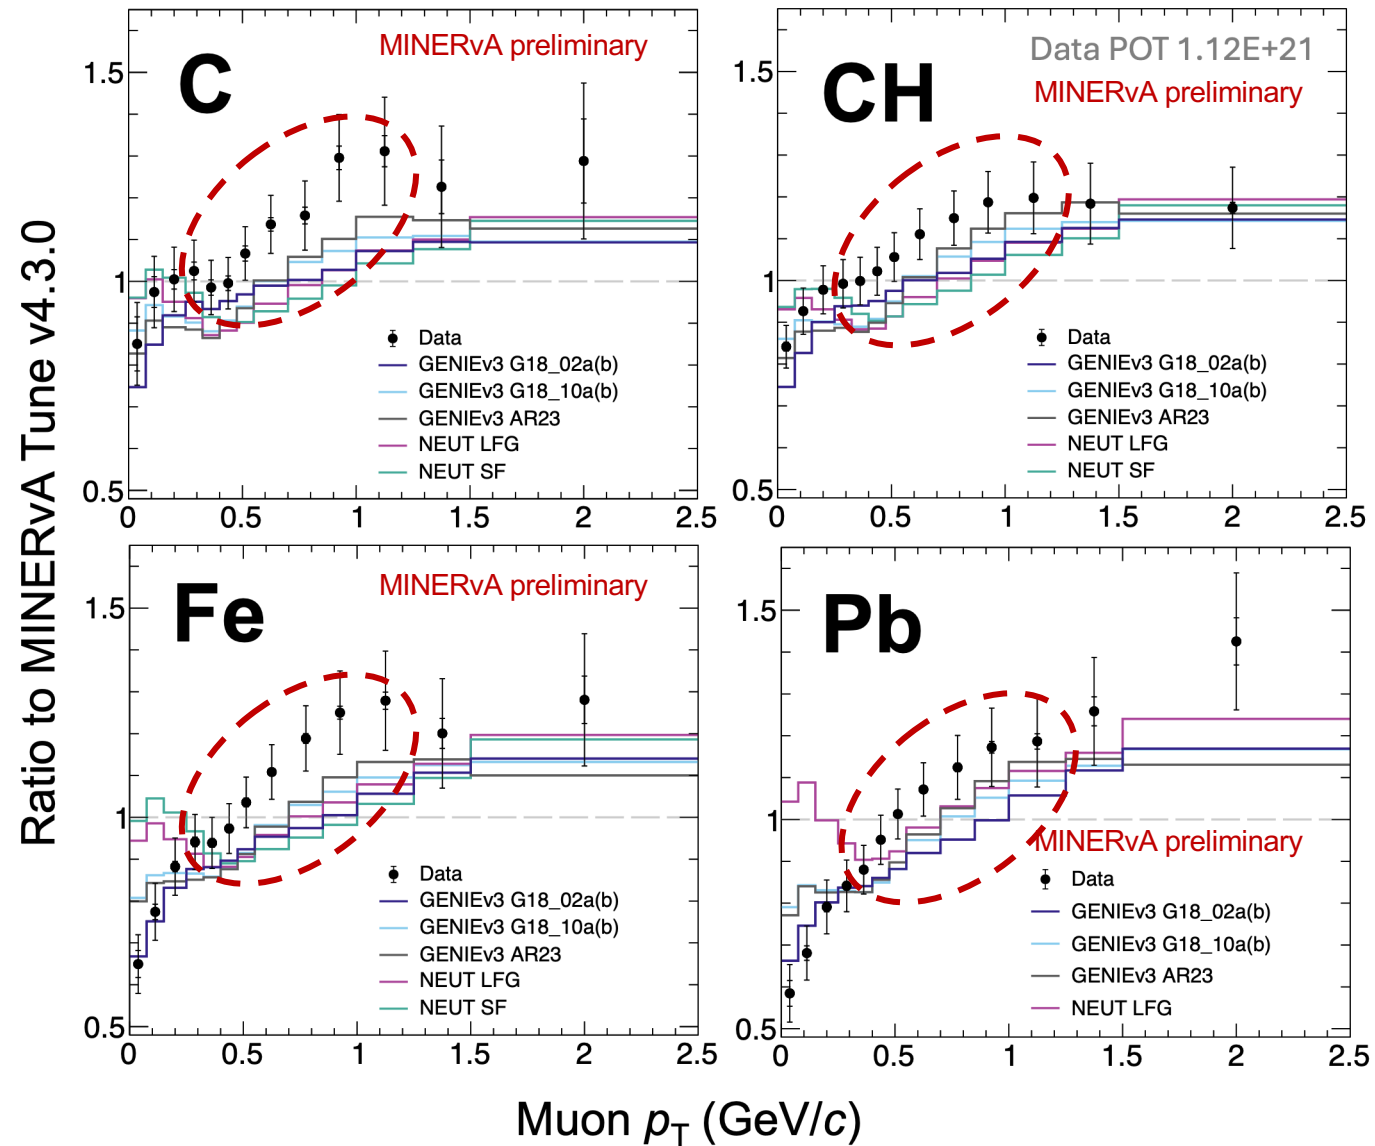 Ratio to MINERvA Tune v4.3.0
C
MINERvA preliminary
1.5
1
0.5
0 0.5 1 1.5 2 2.5
Data
GENIEv3 G18_02a(b)
GENIEv3 G18_10a(b)
GENIEv3 AR23
NEUT LFG
NEUT SF
CH
Data POT 1.12E+21
MINERvA preliminary
1.5
1
0.5
0 0.5 1 1.5 2 2.5
Data
GENIEv3 G18_02a(b)
GENIEv3 G18_10a(b)
GENIEv3 AR23
NEUT LFG
NEUT SF
Fe
MINERvA preliminary
1.5
1
0.5
0 0.5 1 1.5 2 2.5
Data
GENIEv3 G18_02a(b)
GENIEv3 G18_10a(b)
GENIEv3 AR23
NEUT LFG
NEUT SF
Pb
1.5
1
0.5
0 0.5 1 1.5 2 2.5
MINERvA preliminary
Data
GENIEv3 G18_02a(b)
GENIEv3 G18_10a(b)
GENIEv3 AR23
NEUT LFG
Muon pT (GeV/c)